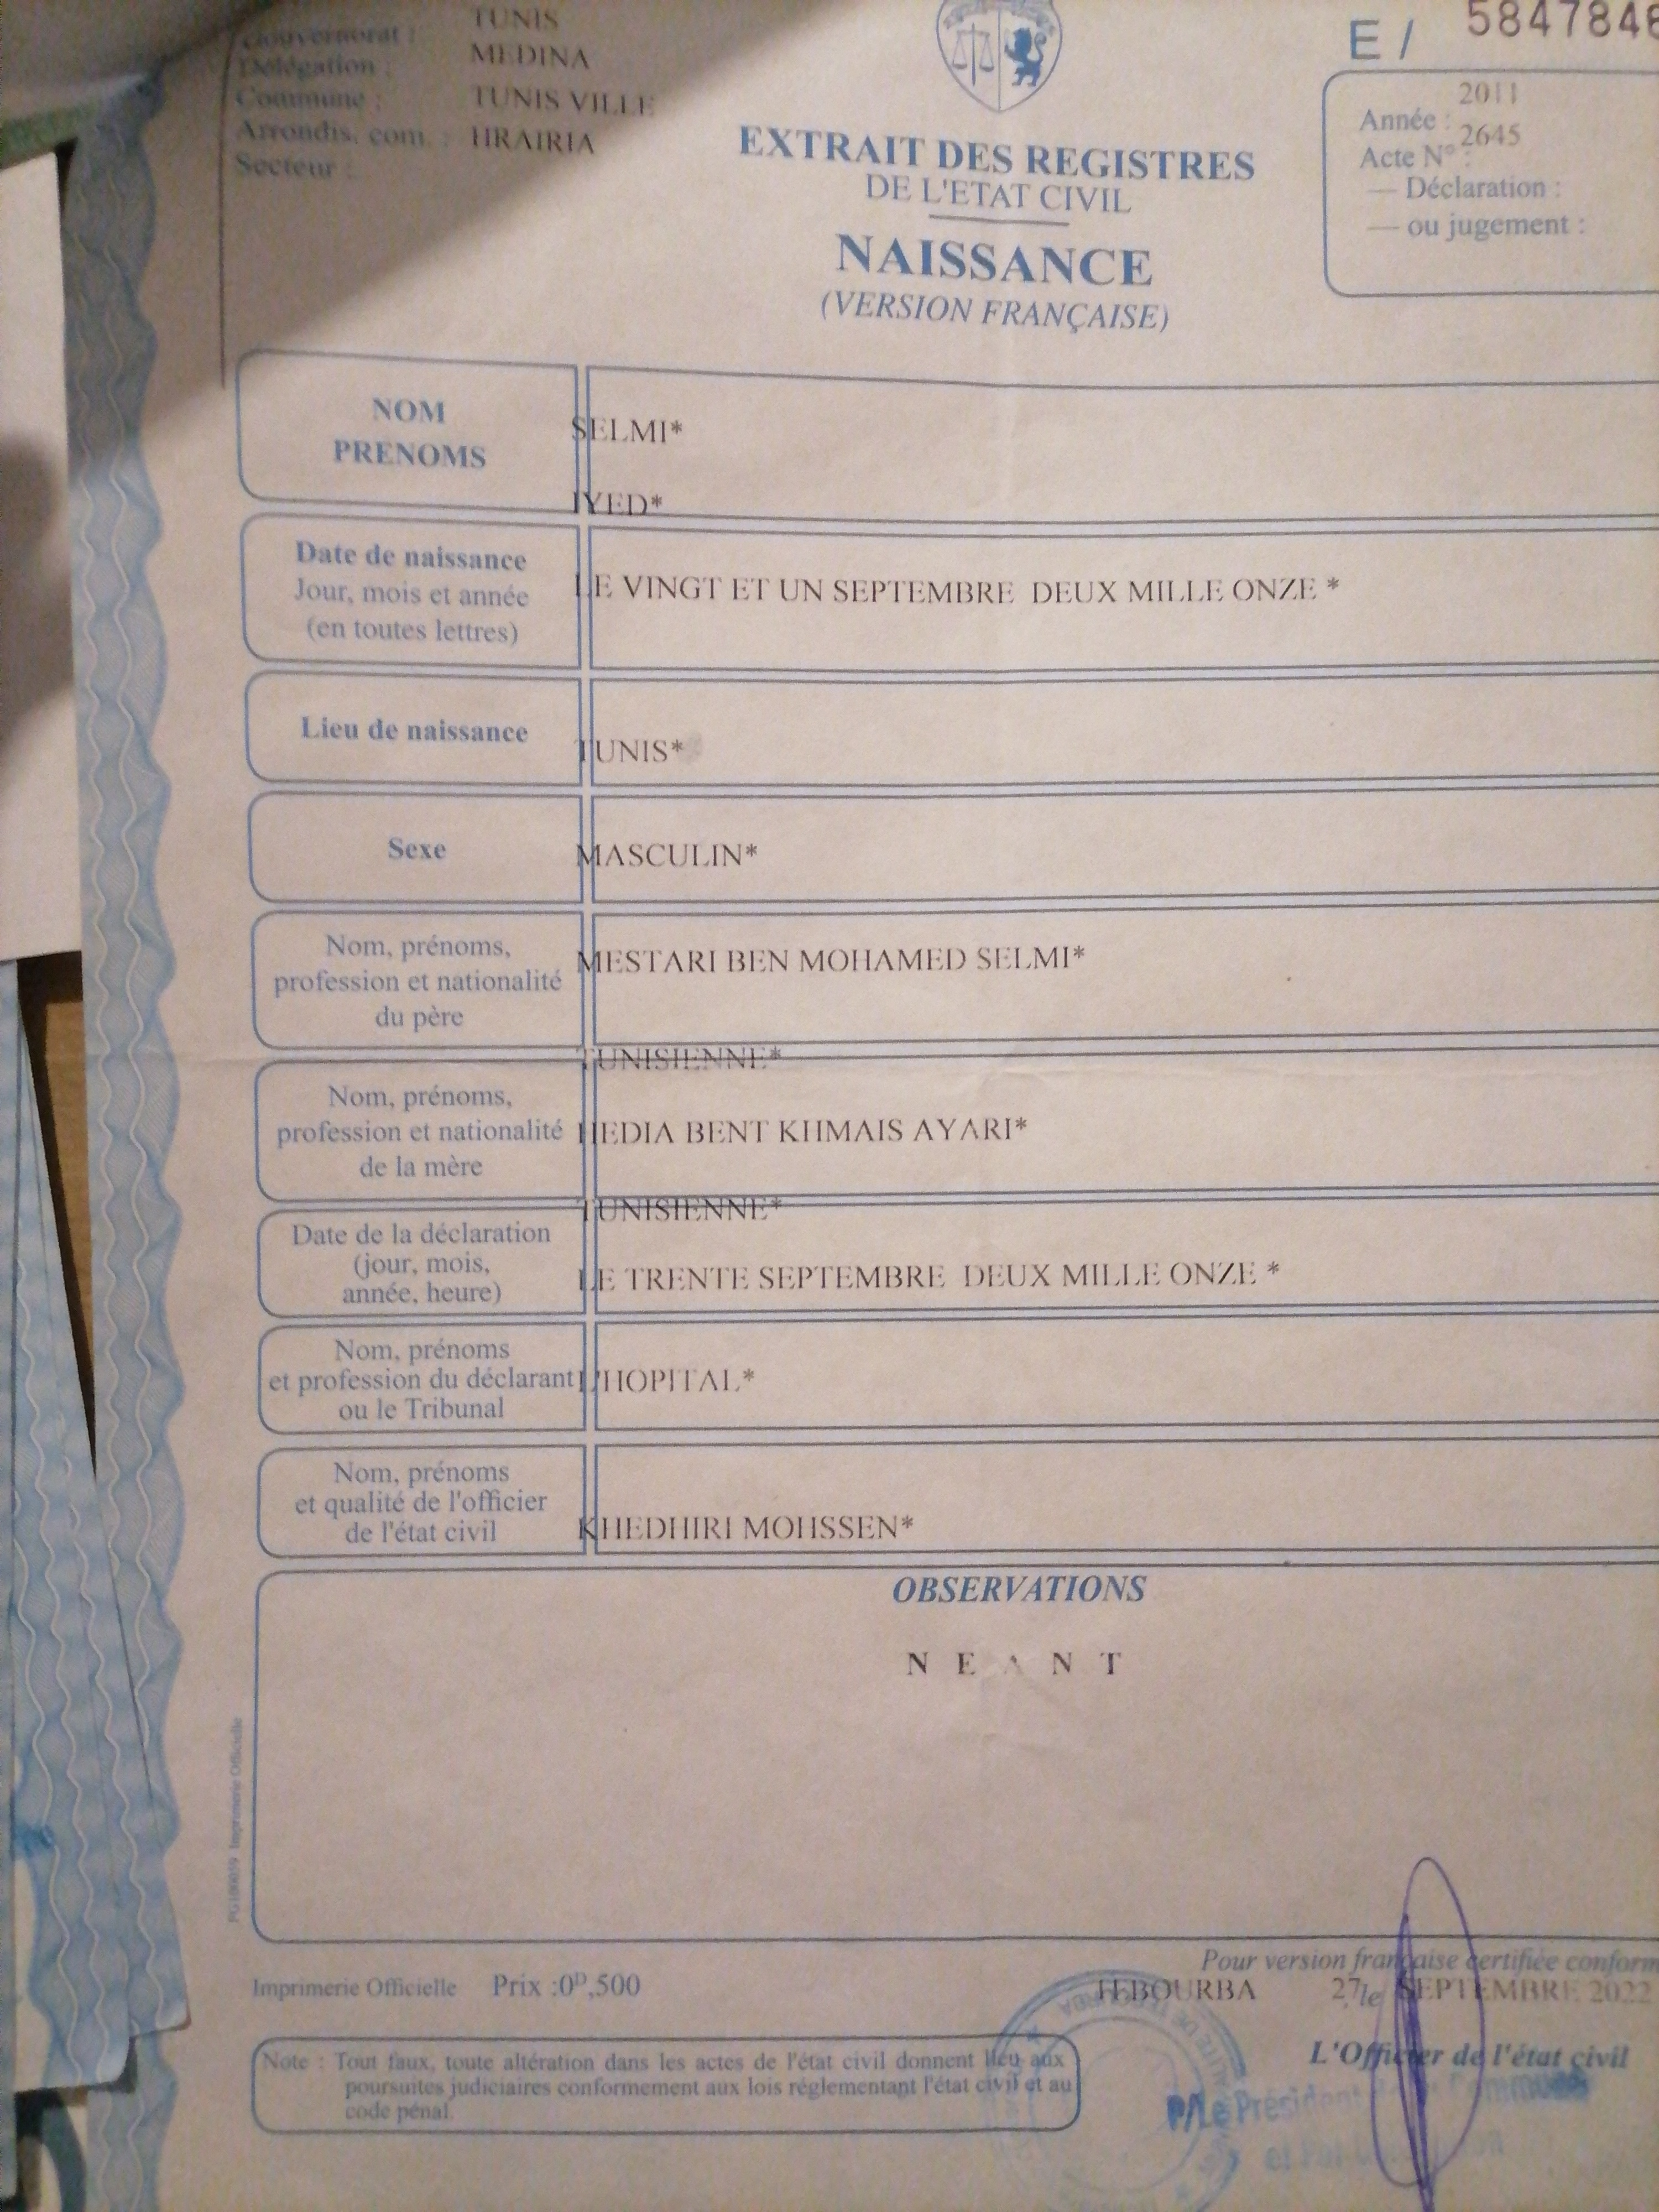 TUNIS
Gouvernorat :
Délégation : MEDINA
Commune : TUNIS VILLE
Arrondis. com. : HRAIRIA
Secteur :
E / 584784
EXTRAIT DES REGISTRES
DE L'ETAT CIVIL
NAISSANCE
(VERSION FRANÇAISE)
2011
Année :
2645
Acte N° :
— Déclaration :
— ou jugement :
NOM
PRENOMS
SELMI*
IYED*
Date de naissance
Jour, mois et année
(en toutes lettres)
LE VINGT ET UN SEPTEMBRE DEUX MILLE ONZE *
Lieu de naissance
TUNIS*
Sexe
MASCULIN*
Nom, prénoms,
profession et nationalité
du père
MESTARI BEN MOHAMED SELMI*
TUNISIENNE*
Nom, prénoms,
profession et nationalité
de la mère
HEDIA BENT KHMAIS AYARI*
TUNISIENNE*
Date de la déclaration
(jour, mois,
année, heure)
LE TRENTE SEPTEMBRE DEUX MILLE ONZE *
Nom, prénoms
et profession du déclarant
ou le Tribunal
L'HOPITAL*
Nom, prénoms
et qualité de l'officier
de l'état civil
KHEDHIRI MOHSSEN*
OBSERVATIONS
N E A N T
Imprimerie Officielle
Pour version française certifiée conform
Imprimerie Officielle Prix :0ᴰ,500
TEBOURBA 27 le SEPTEMBRE 2022
L'Officier de l'état civil
P/Le Président
Note : Tout faux, toute altération dans les actes de l'état civil donnent lieu aux
poursuites judiciaires conformement aux lois réglementant l'état civil et au
code pénal.